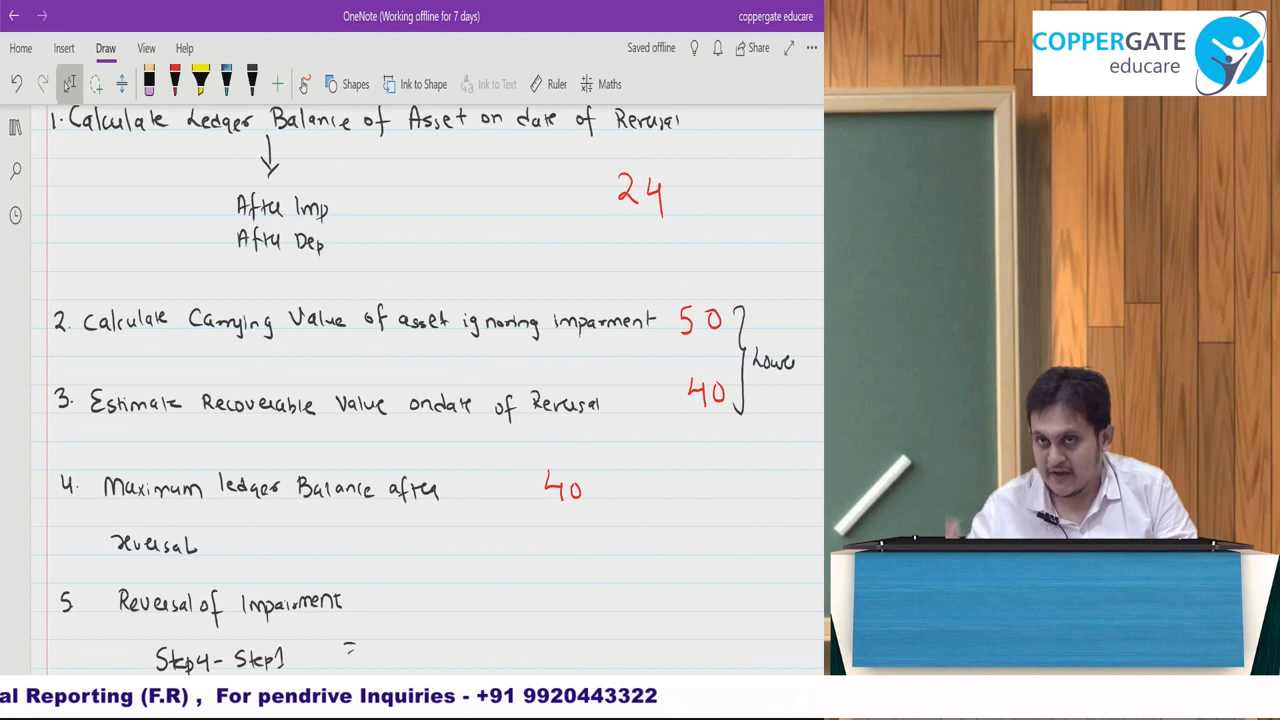 OneNote (Working offline for 7 days)
coppergate educare
Home Insert Draw View Help
Saved offline
Share
Shapes
Ink to Shape
Ink to Text
Ruler
Maths
COPPERGATE
educare
1. Calculate Ledger Balance of Asset on date of Reversal
After Imp
24
After Dep
2. Calculate Carrying Value of asset ignoring imparment 50
Lower
3. Estimate Recoverable Value on date of Reversal 40
4. Maximum ledger Balance after 40
reversal
5 Reversal of Impairment
Step4 - Step1 =
al Reporting (F.R) , For pendrive Inquiries - +91 9920443322